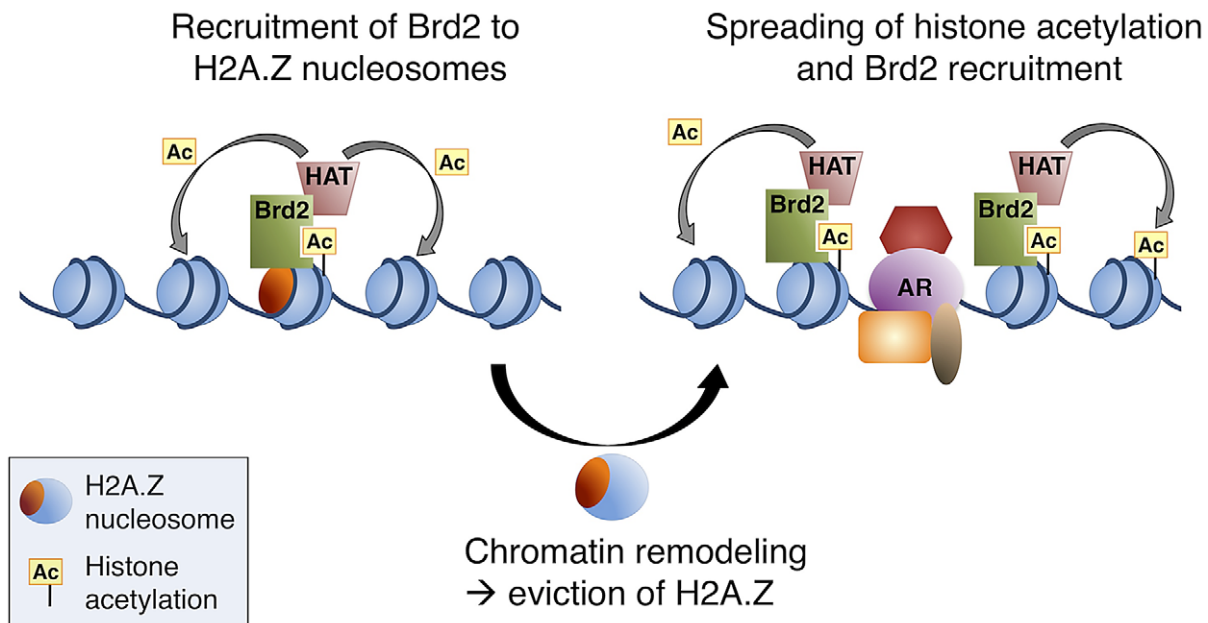 Recruitment of Brd2 to
H2A.Z nucleosomes
Ac
HAT
Ac
Brd2
Ac
Spreading of histone acetylation
and Brd2 recruitment
Ac
HAT
Brd2
Ac
AR
HAT
Brd2
Ac
Ac
H2A.Z
nucleosome
Ac
Histone
acetylation
Chromatin remodeling
→ eviction of H2A.Z